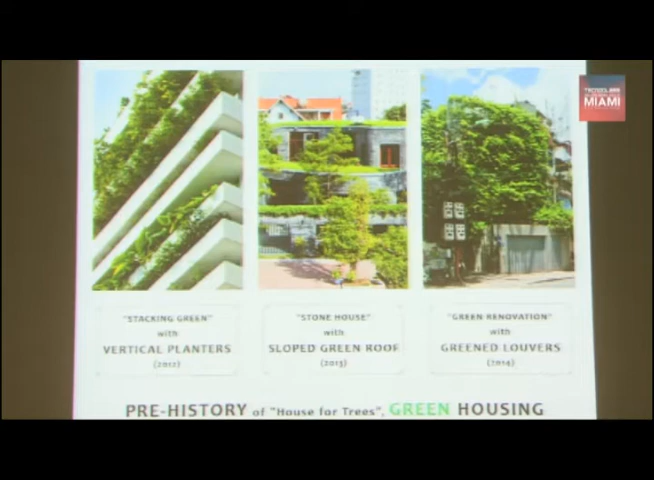 MIAMI
"STACKING GREEN"
with
VERTICAL PLANTERS
(2012)
"STONE HOUSE"
with
SLOPED GREEN ROOF
(2013)
"GREEN RENOVATION"
with
GREENED LOUVERS
(2014)
PRE-HISTORY of "House for Trees", GREEN HOUSING